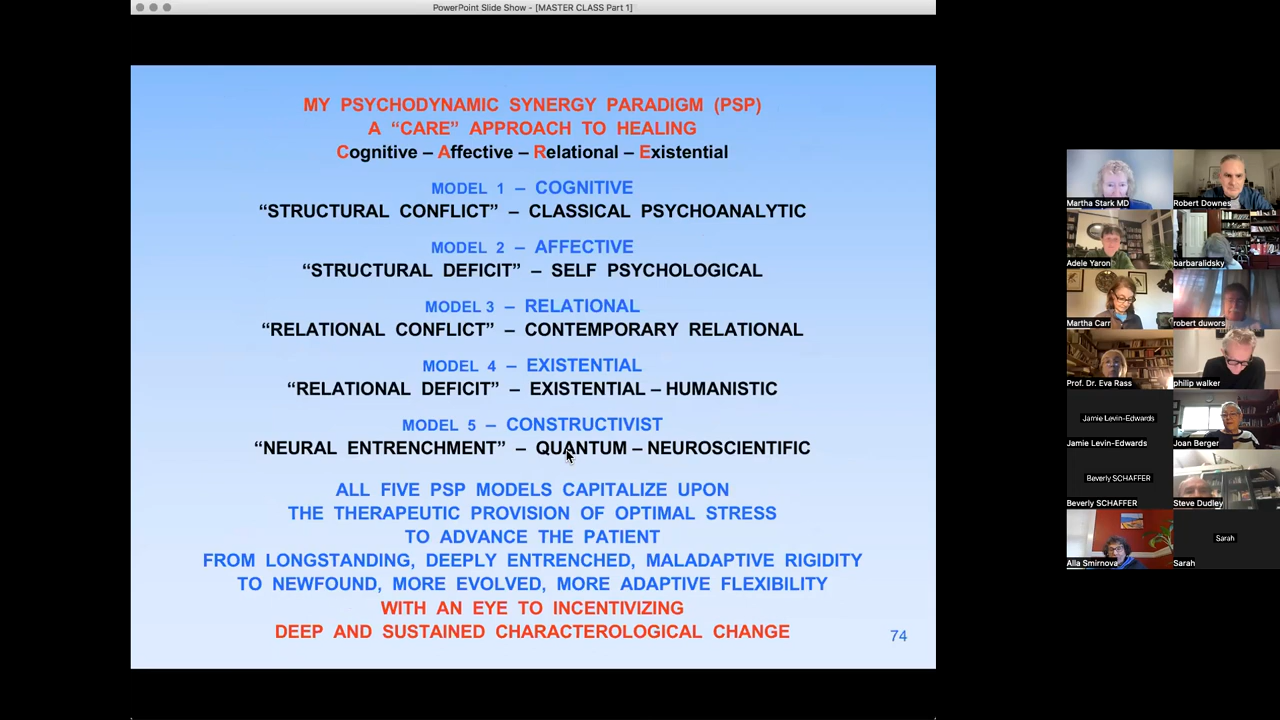 PowerPoint Slide Show - [MASTER CLASS Part 1]
MY PSYCHODYNAMIC SYNERGY PARADIGM (PSP)
A “CARE” APPROACH TO HEALING
Cognitive – Affective – Relational – Existential
MODEL 1 – COGNITIVE
“STRUCTURAL CONFLICT” – CLASSICAL PSYCHOANALYTIC
MODEL 2 – AFFECTIVE
“STRUCTURAL DEFICIT” – SELF PSYCHOLOGICAL
MODEL 3 – RELATIONAL
“RELATIONAL CONFLICT” – CONTEMPORARY RELATIONAL
MODEL 4 – EXISTENTIAL
“RELATIONAL DEFICIT” – EXISTENTIAL – HUMANISTIC
MODEL 5 – CONSTRUCTIVIST
“NEURAL ENTRENCHMENT” – QUANTUM – NEUROSCIENTIFIC
ALL FIVE PSP MODELS CAPITALIZE UPON
THE THERAPEUTIC PROVISION OF OPTIMAL STRESS
TO ADVANCE THE PATIENT
FROM LONGSTANDING, DEEPLY ENTRENCHED, MALADAPTIVE RIGIDITY
TO NEWFOUND, MORE EVOLVED, MORE ADAPTIVE FLEXIBILITY
WITH AN EYE TO INCENTIVIZING
DEEP AND SUSTAINED CHARACTEROLOGICAL CHANGE
74
Martha Stark MD
Robert Downes
Adele Yaron
barbaralidsky
Martha Carr
robert duwors
Prof. Dr. Eva Rass
philip walker
Jamie Levin-Edwards
Jamie Levin-Edwards
Joan Berger
Beverly SCHAFFER
Beverly SCHAFFER
Steve Dudley
Alla Smirnova
Sarah
Sarah